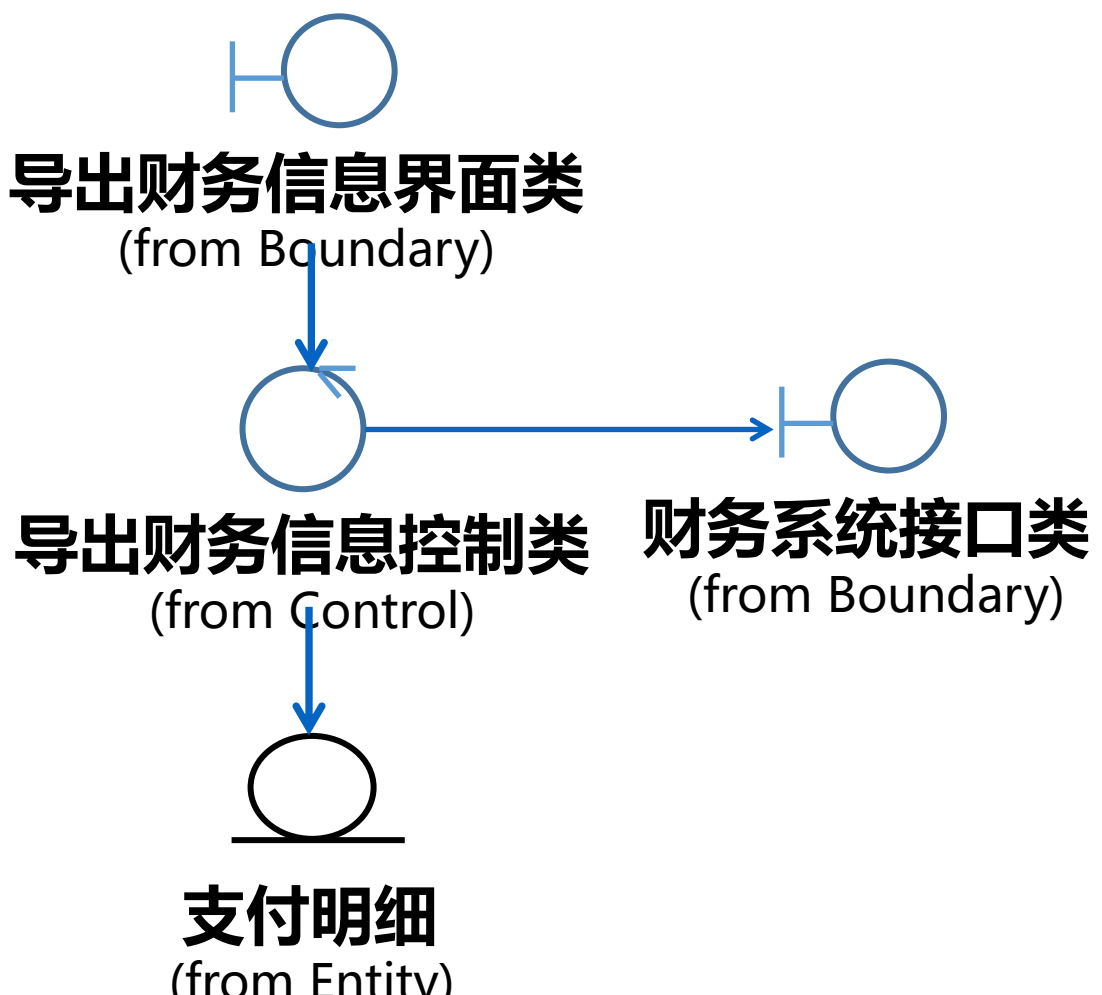 导出财务信息界面类
(from Boundary)
导出财务信息控制类
(from Control)
财务系统接口类
(from Boundary)
支付明细
(from Entity)